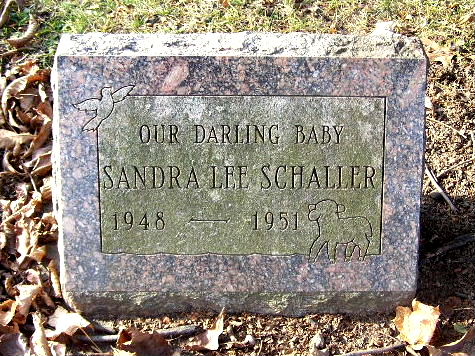 OUR DARLING BABY
SANDRA LEE SCHALLER
1948 — 1951